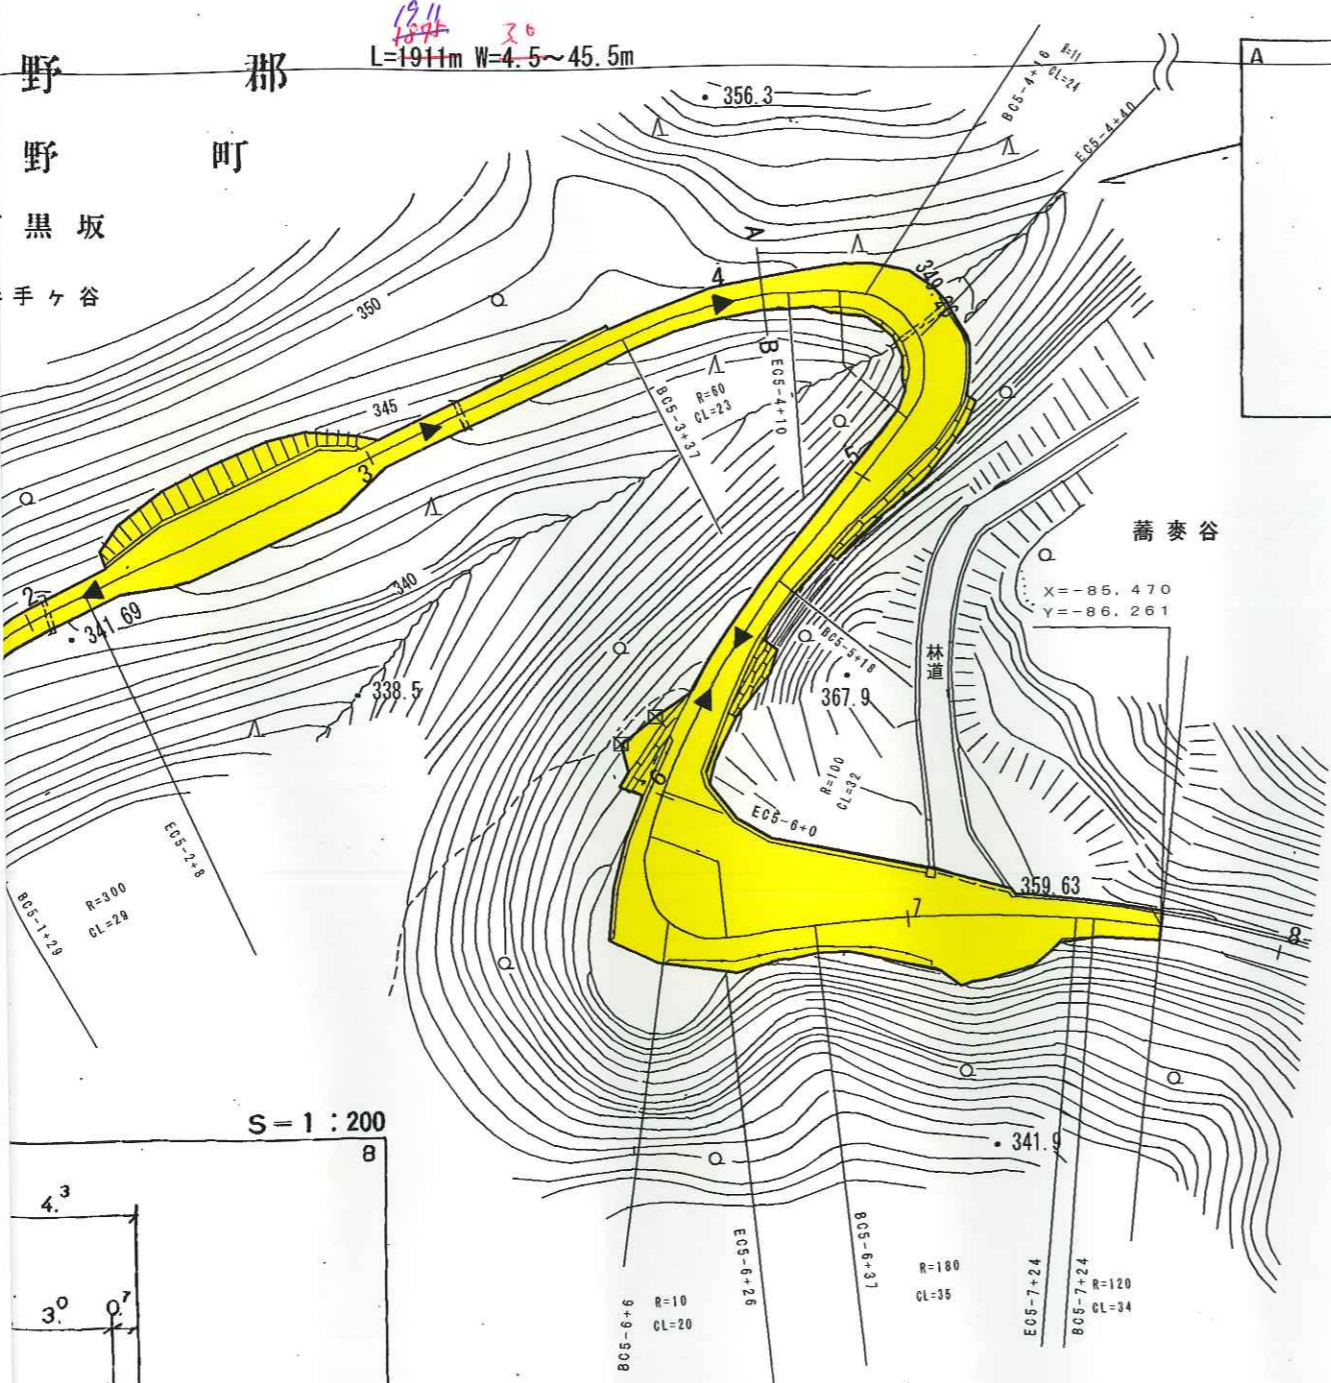 1911
1875 30
L=1911m W=4.5～45.5m
野 郡
野 町
黒坂
手ヶ谷
A
356.3
BC5-4+16
R=11
CL=24
EC5-4+40
350
A
4
349.26
B
EC5-4+10
R=60
CL=23
BC5-3+37
345
3
5
蕎麥谷
X=-85.470
Y=-86.261
2
341.69
340
338.5
BC5-5+18
367.9
林道
R=100
CL=32
6
EC5-6+0
359.63
7
8
EC5-2+8
R=300
CL=29
BC5-1+29
S=1:200
8
341.9
4.3
3.0 0.7
BC5-6+6
R=10
CL=20
EC5-6+26
BC5-6+37
R=180
CL=35
EC5-7+24
BC5-7+24
R=120
CL=34